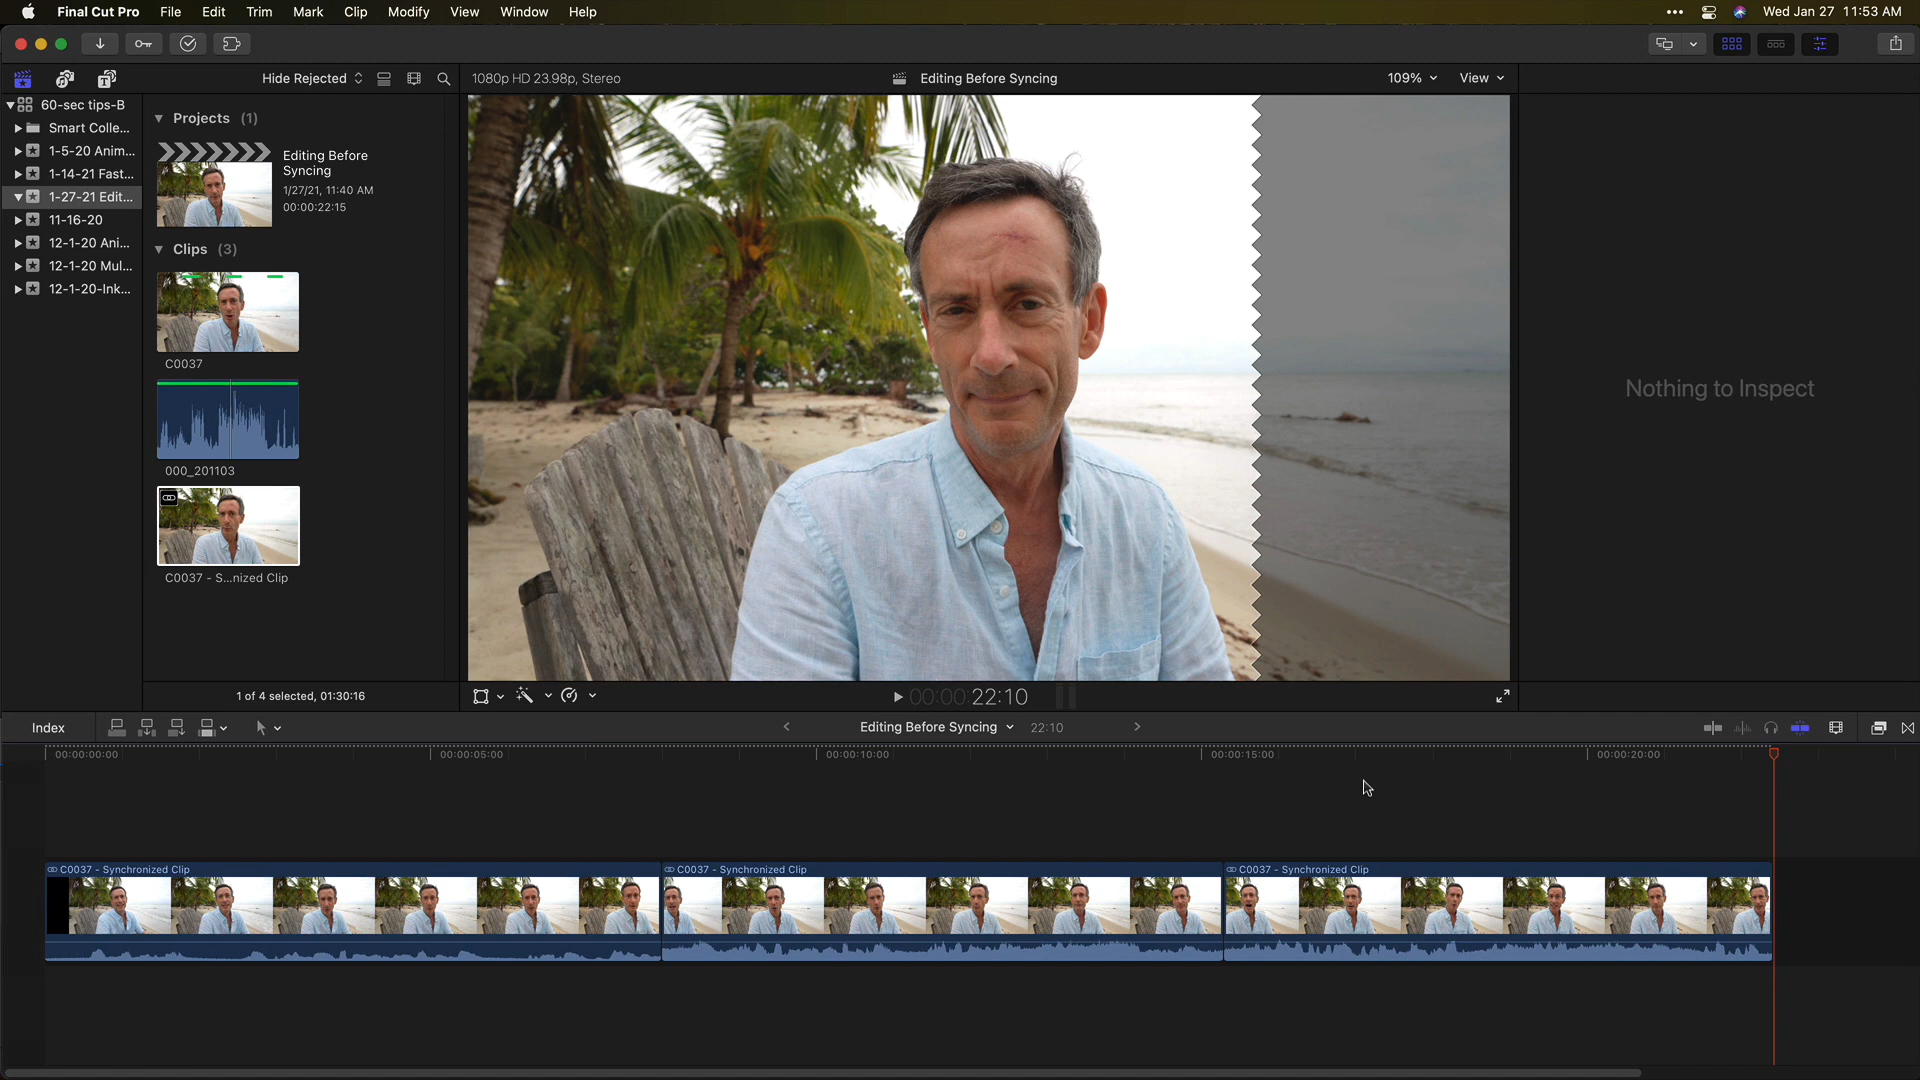 Final Cut Pro File Edit Trim Mark Clip Modify View Window Help
Wed Jan 27 11:53 AM
Hide Rejected
1080p HD 23.98p, Stereo
Editing Before Syncing
109%
View
60-sec tips-B
Smart Colle...
1-5-20 Anim...
1-14-21 Fast...
1-27-21 Edit...
11-16-20
12-1-20 Ani...
12-1-20 Mul...
12-1-20-Ink...
Projects (1)
Editing Before
Syncing
1/27/21, 11:40 AM
00:00:22:15
Clips (3)
C0037
000_201103
C0037 - S...nized Clip
1 of 4 selected, 01:30:16
Nothing to Inspect
00:00:00:22:10
Index
Editing Before Syncing
22:10
00:00:00:00
00:00:05:00
00:00:10:00
00:00:15:00
00:00:20:00
C0037 - Synchronized Clip
C0037 - Synchronized Clip
C0037 - Synchronized Clip